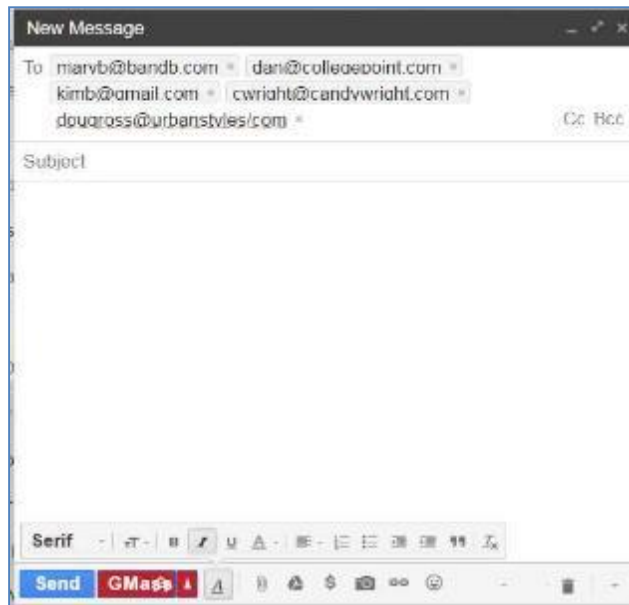 New Message
To maryb@bandb.com dan@collegepoint.com
kimb@gmail.com cwright@candywright.com
dougross@urbanstyles/com Cc Bcc
Subject
Serif
Send GMass